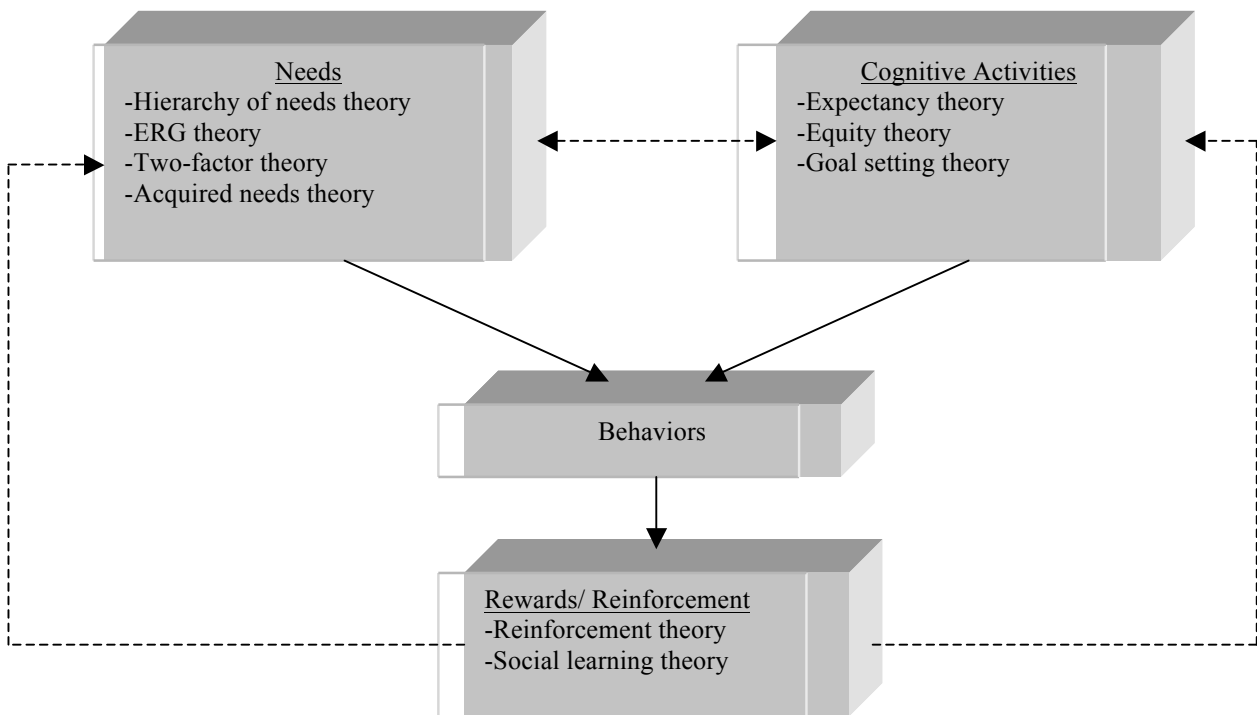 Needs
-Hierarchy of needs theory
-ERG theory
-Two-factor theory
-Acquired needs theory
Cognitive Activities
-Expectancy theory
-Equity theory
-Goal setting theory
Behaviors
Rewards/ Reinforcement
-Reinforcement theory
-Social learning theory